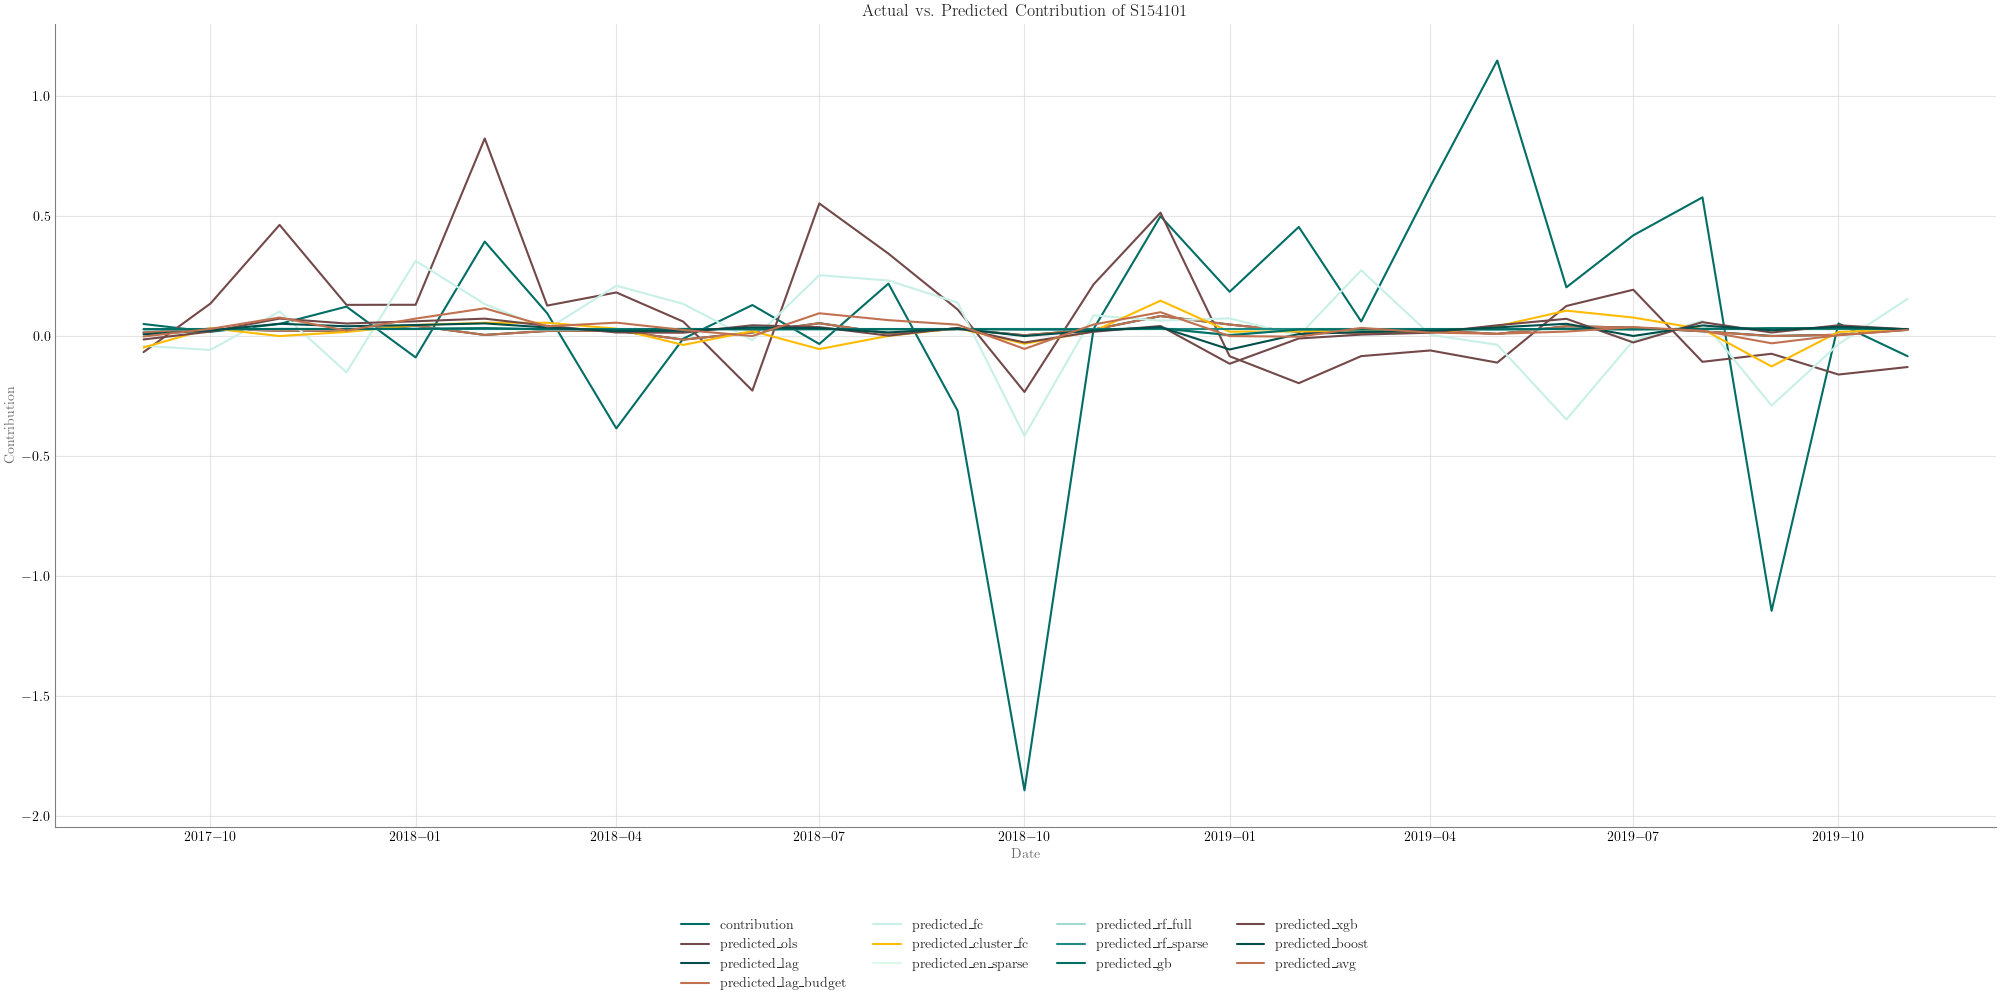 Actual vs. Predicted Contribution of S154101
1.0
0.5
0.0
−0.5
−1.0
−1.5
−2.0
Contribution
2017−10
2018−01
2018−04
2018−07
2018−10
2019−01
2019−04
2019−07
2019−10
Date
contribution
predicted_ols
predicted_lag
predicted_lag_budget
predicted_fc
predicted_cluster_fc
predicted_en_sparse
predicted_rf_full
predicted_rf_sparse
predicted_gb
predicted_xgb
predicted_boost
predicted_avg